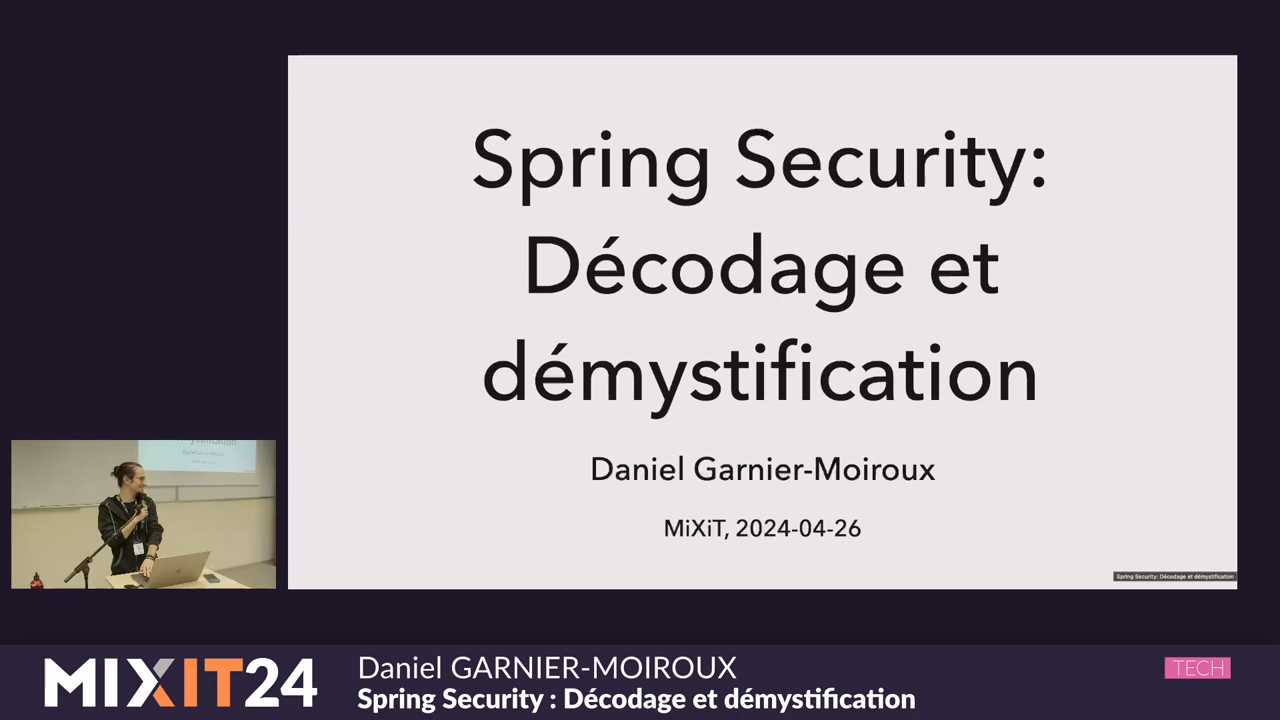 Spring Security:
Décodage et
démystification
Daniel Garnier-Moiroux
MiXiT, 2024-04-26
Spring Security: Décodage et démystification
MIXIT24
Daniel GARNIER-MOIROUX
Spring Security : Décodage et démystification
TECH